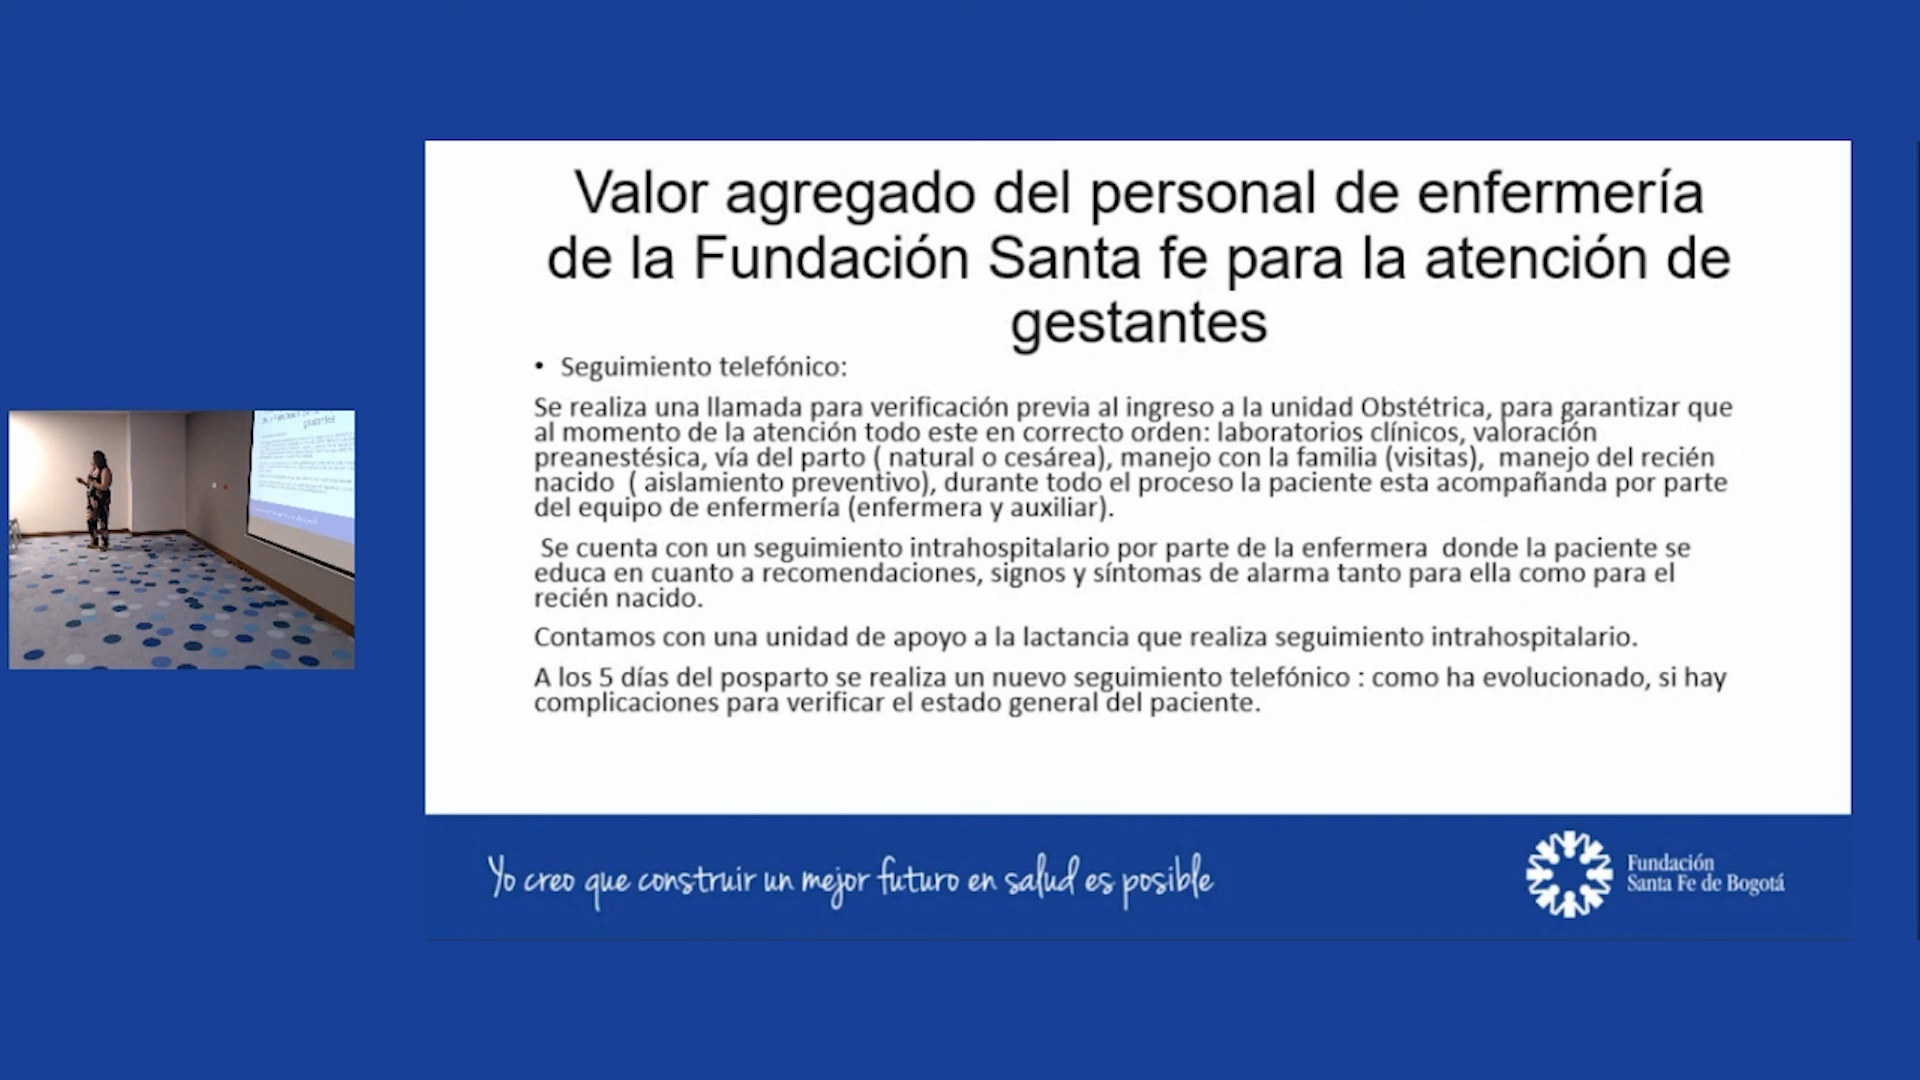 Valor agregado del personal de enfermería
de la Fundación Santa fe para la atención de
gestantes
• Seguimiento telefónico:
Se realiza una llamada para verificación previa al ingreso a la unidad Obstétrica, para garantizar que
al momento de la atención todo este en correcto orden: laboratorios clínicos, valoración
preanestésica, vía del parto ( natural o cesárea), manejo con la familia (visitas),  manejo del recién
nacido  ( aislamiento preventivo), durante todo el proceso la paciente esta acompañanda por parte
del equipo de enfermería (enfermera y auxiliar).
Se cuenta con un seguimiento intrahospitalario por parte de la enfermera  donde la paciente se
educa en cuanto a recomendaciones, signos y síntomas de alarma tanto para ella como para el
recién nacido.
Contamos con una unidad de apoyo a la lactancia que realiza seguimiento intrahospitalario.
A los 5 días del posparto se realiza un nuevo seguimiento telefónico : como ha evolucionado, si hay
complicaciones para verificar el estado general del paciente.
Yo creo que construir un mejor futuro en salud es posible
Fundación
Santa Fe de Bogotá
gestantes